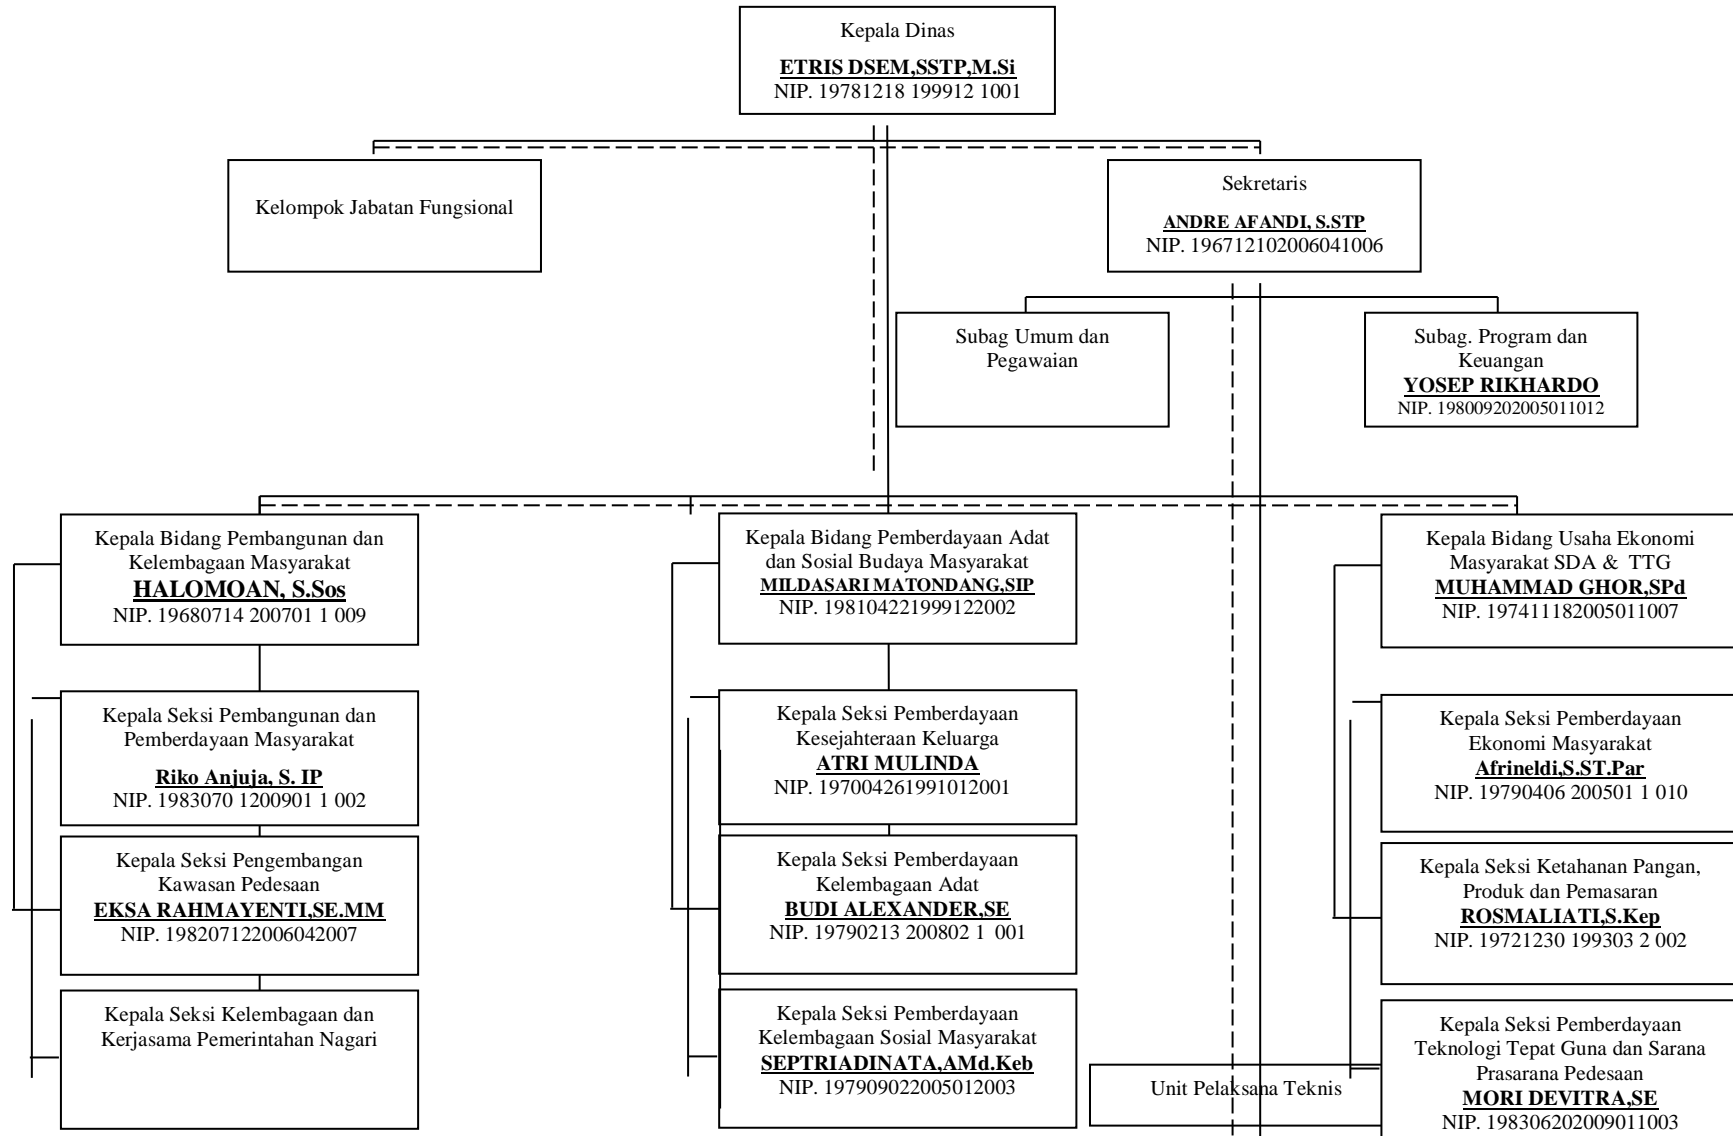 Kepala Dinas
ETRIS DSEM,SSTP,M.Si
NIP. 19781218 199912 1001
Kelompok Jabatan Fungsional
Sekretaris
ANDRE AFANDI, S.STP
NIP. 196712102006041006
Subag Umum dan
Pegawaian
Subag. Program dan
Keuangan
YOSEP RIKHARDO
NIP. 198009202005011012
Kepala Bidang Pembangunan dan
Kelembagaan Masyarakat
HALOMOAN, S.Sos
NIP. 19680714 200701 1 009
Kepala Bidang Pemberdayaan Adat
dan Sosial Budaya Masyarakat
MILDASARI MATONDANG,SIP
NIP. 198104221999122002
Kepala Bidang Usaha Ekonomi
Masyarakat SDA & TTG
MUHAMMAD GHOR,SPd
NIP. 197411182005011007
Kepala Seksi Pembangunan dan
Pemberdayaan Masyarakat
Riko Anjuja, S. IP
NIP. 1983070 1200901 1 002
Kepala Seksi Pemberdayaan
Kesejahteraan Keluarga
ATRI MULINDA
NIP. 197004261991012001
Kepala Seksi Pemberdayaan
Ekonomi Masyarakat
Afrineldi,S.ST.Par
NIP. 19790406 200501 1 010
Kepala Seksi Pengembangan
Kawasan Pedesaan
EKSA RAHMAYENTI,SE.MM
NIP. 198207122006042007
Kepala Seksi Pemberdayaan
Kelembagaan Adat
BUDI ALEXANDER,SE
NIP. 19790213 200802 1 001
Kepala Seksi Ketahanan Pangan,
Produk dan Pemasaran
ROSMALIATI,S.Kep
NIP. 19721230 199303 2 002
Kepala Seksi Kelembagaan dan
Kerjasama Pemerintahan Nagari
Kepala Seksi Pemberdayaan
Kelembagaan Sosial Masyarakat
SEPTRIADINATA,AMd.Keb
NIP. 197909022005012003
Unit Pelaksana Teknis
Kepala Seksi Pemberdayaan
Teknologi Tepat Guna dan Sarana
Prasarana Pedesaan
MORI DEVITRA,SE
NIP. 198306202009011003